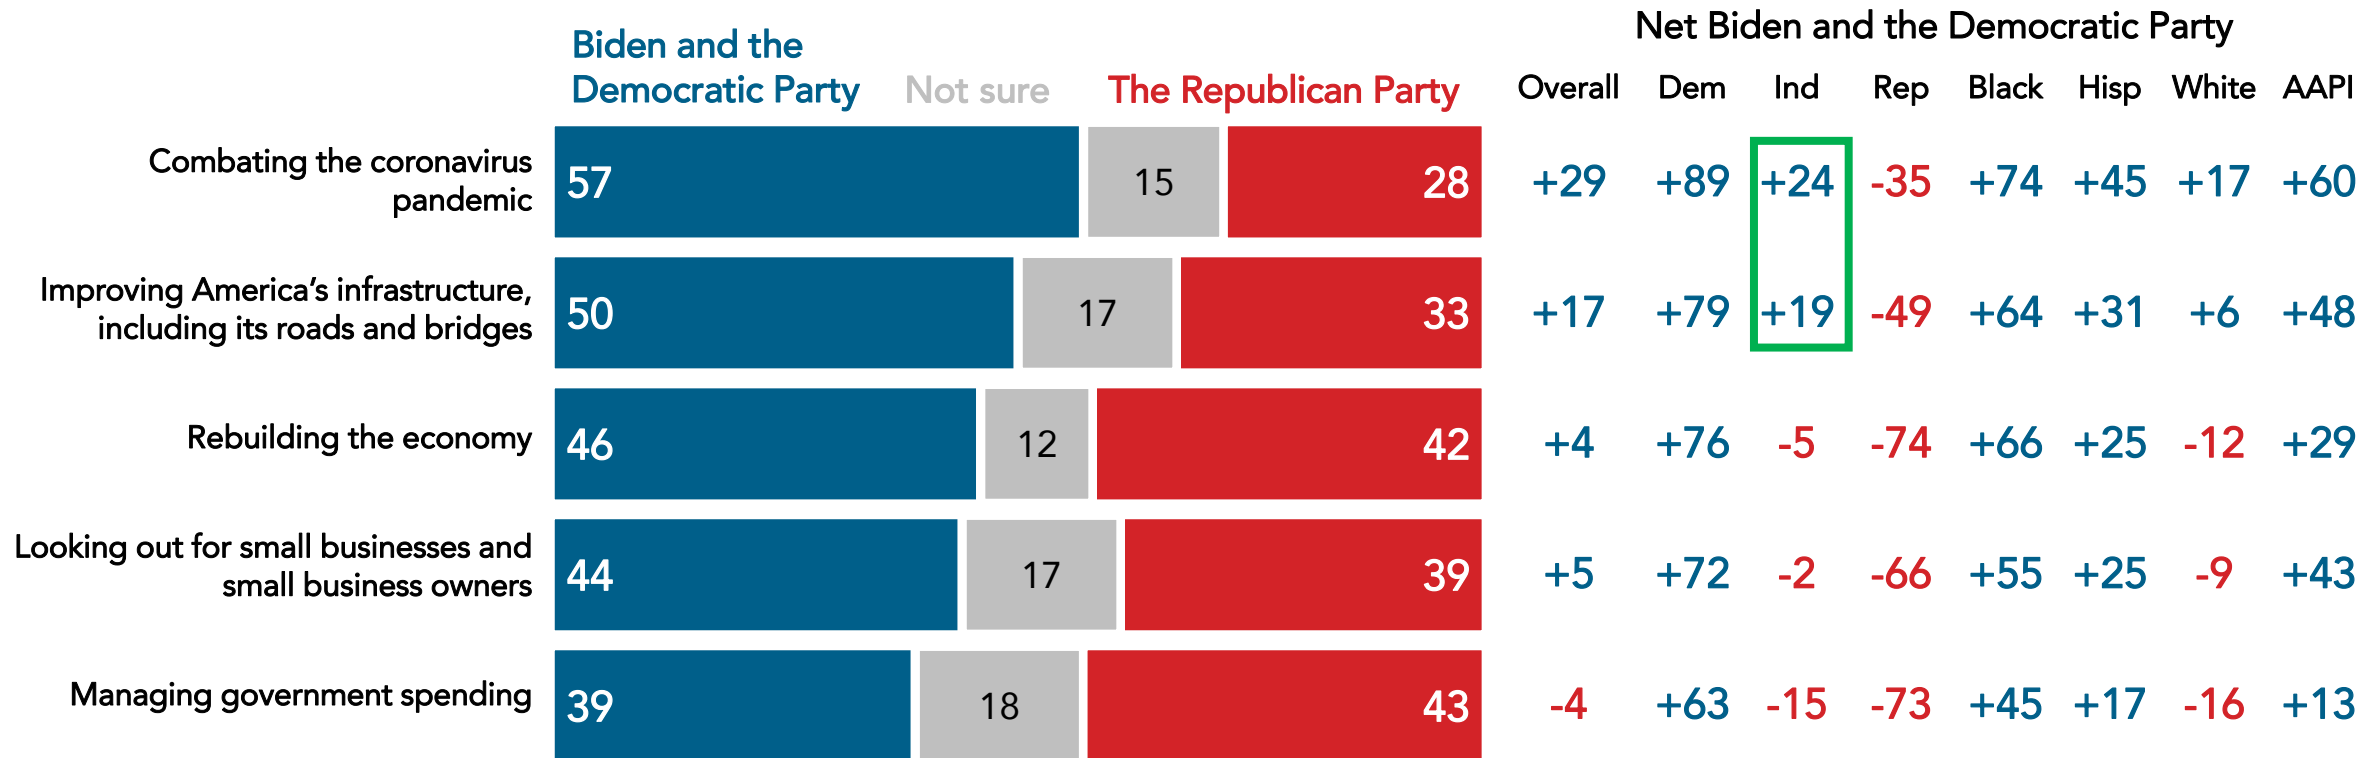 Net Biden and the Democratic Party
Biden and the
Democratic Party Not sure The Republican Party Overall Dem Ind Rep Black Hisp White AAPI
Combating the coronavirus
pandemic
57 15 28 +29 +89 +24 -35 +74 +45 +17 +60
Improving America’s infrastructure,
including its roads and bridges
50 17 33 +17 +79 +19 -49 +64 +31 +6 +48
Rebuilding the economy 46 12 42 +4 +76 -5 -74 +66 +25 -12 +29
Looking out for small businesses and
small business owners
44 17 39 +5 +72 -2 -66 +55 +25 -9 +43
Managing government spending 39 18 43 -4 +63 -15 -73 +45 +17 -16 +13